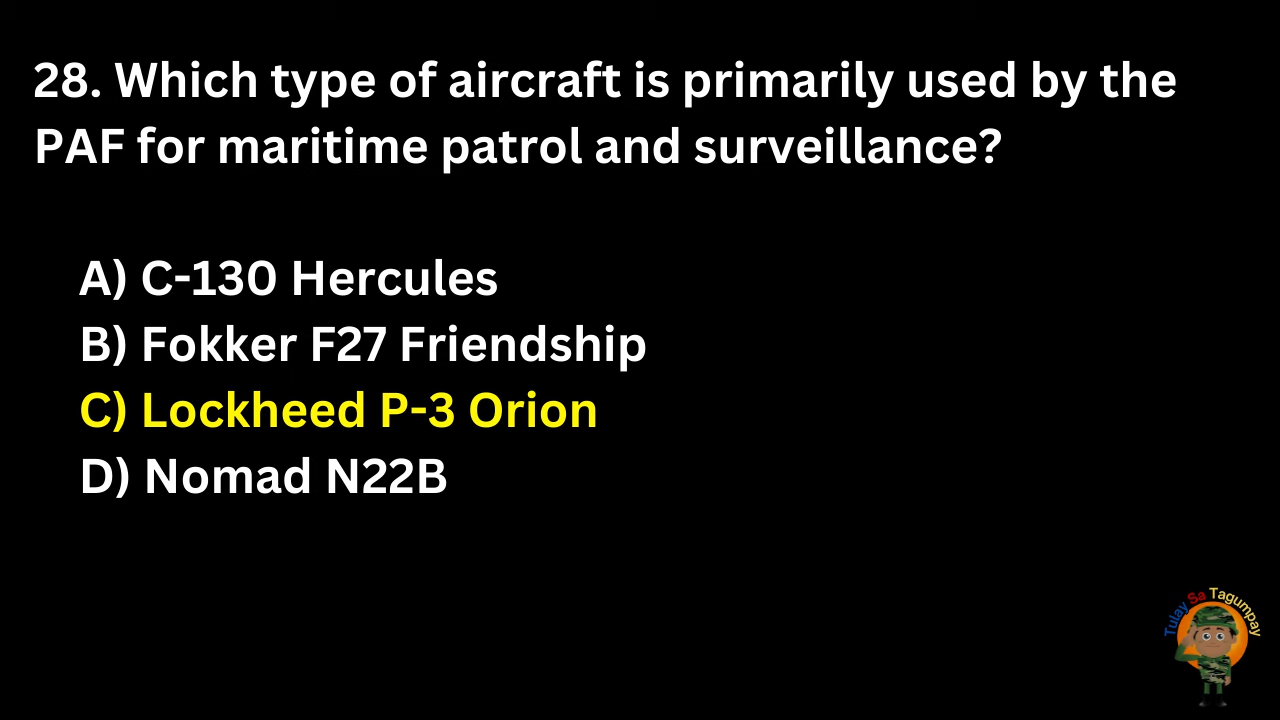 28. Which type of aircraft is primarily used by the
PAF for maritime patrol and surveillance?
A) C-130 Hercules
B) Fokker F27 Friendship
C) Lockheed P-3 Orion
D) Nomad N22B
Tulay Sa Tagumpay